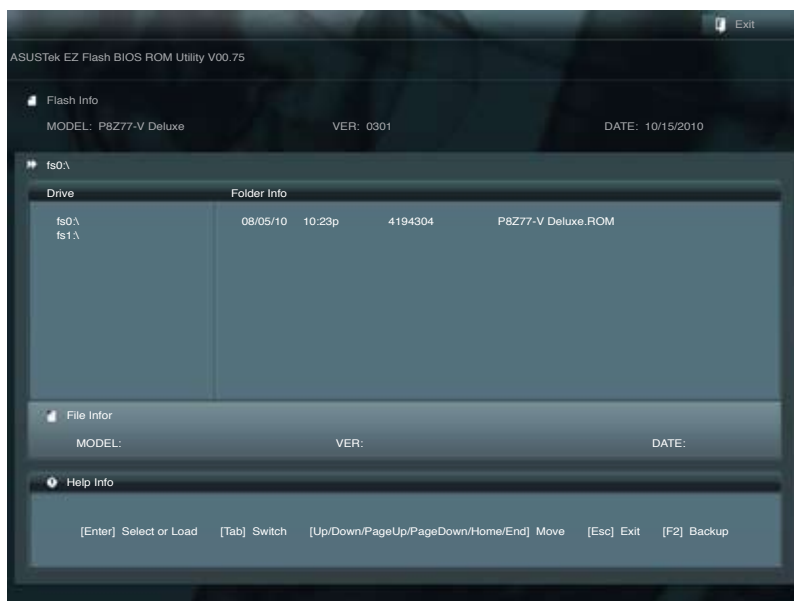 Exit
ASUSTek EZ Flash BIOS ROM Utility V00.75
Flash Info
MODEL: P8Z77-V Deluxe VER: 0301 DATE: 10/15/2010
fs0:\
Drive Folder Info
fs0:\ 08/05/10 10:23p 4194304 P8Z77-V Deluxe.ROM
fs1:\
File Infor
MODEL: VER: DATE:
Help Info
[Enter] Select or Load [Tab] Switch [Up/Down/PageUp/PageDown/Home/End] Move [Esc] Exit [F2] Backup